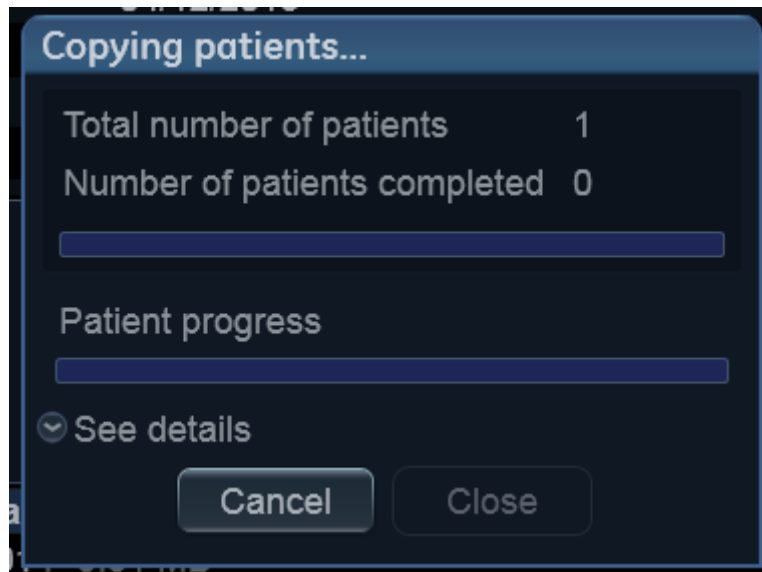 Copying patients...
Total number of patients 1
Number of patients completed 0
Patient progress
See details
Cancel Close